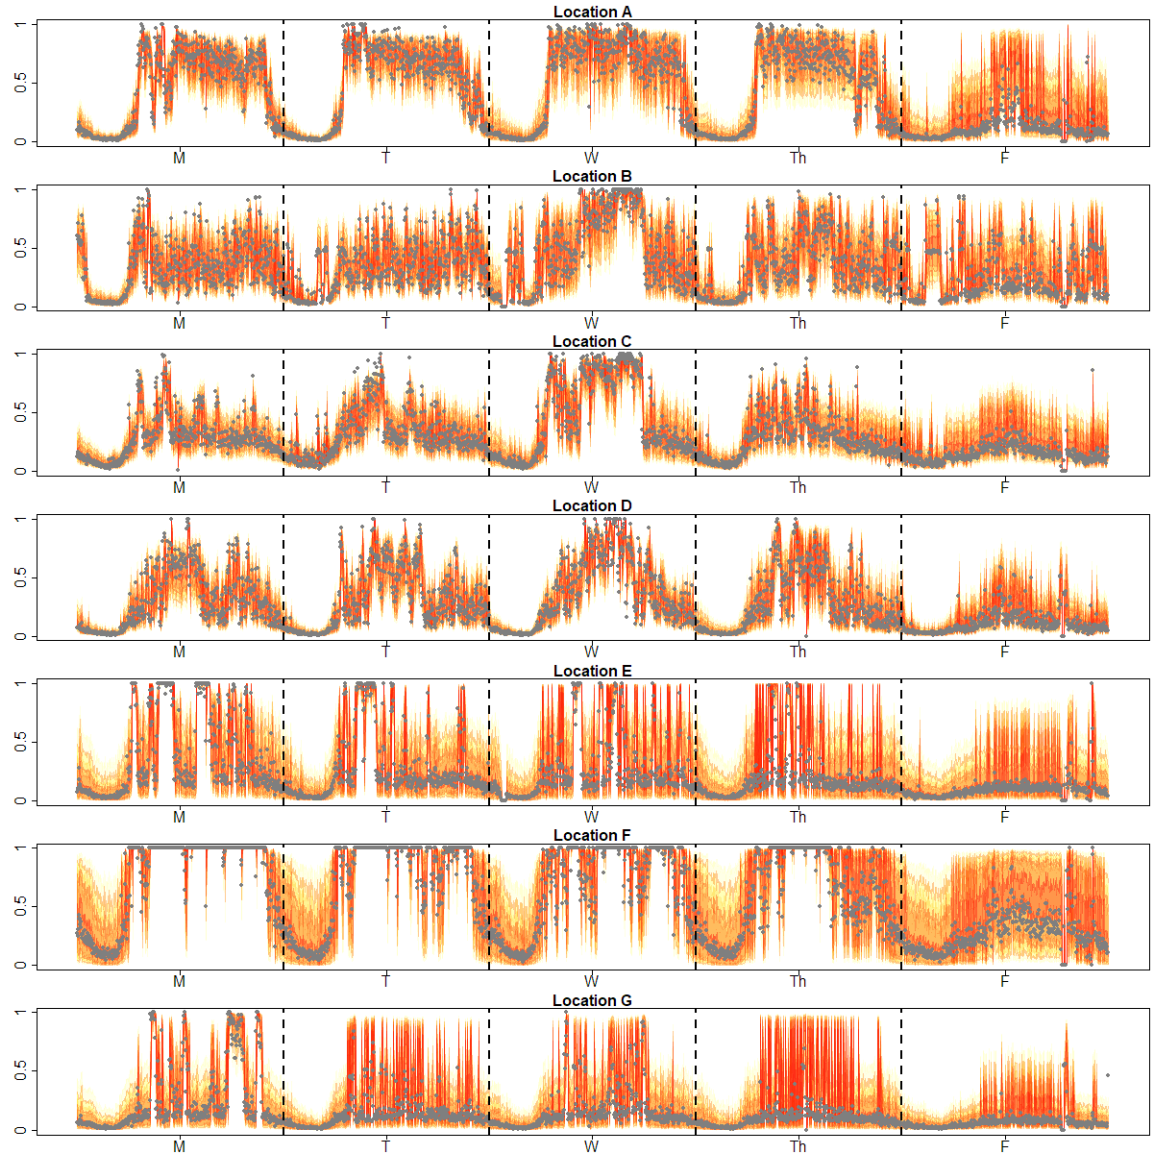 Location A
1
0.5
0
M T W Th F
Location B
1
0.5
0
M T W Th F
Location C
1
0.5
0
M T W Th F
Location D
1
0.5
0
M T W Th F
Location E
1
0.5
0
M T W Th F
Location F
1
0.5
0
M T W Th F
Location G
1
0.5
0
M T W Th F